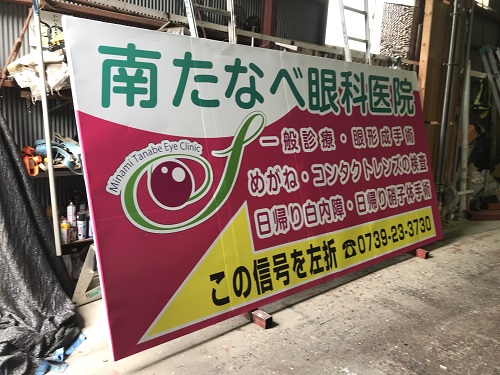 南たなべ眼科医院
Minami Tanabe Eye Clinic
一般診療・眼形成手術
めがね・コンタクトレンズの検査
日帰り白内障・日帰り硝子体手術
この信号を左折 ☎0739-23-3730